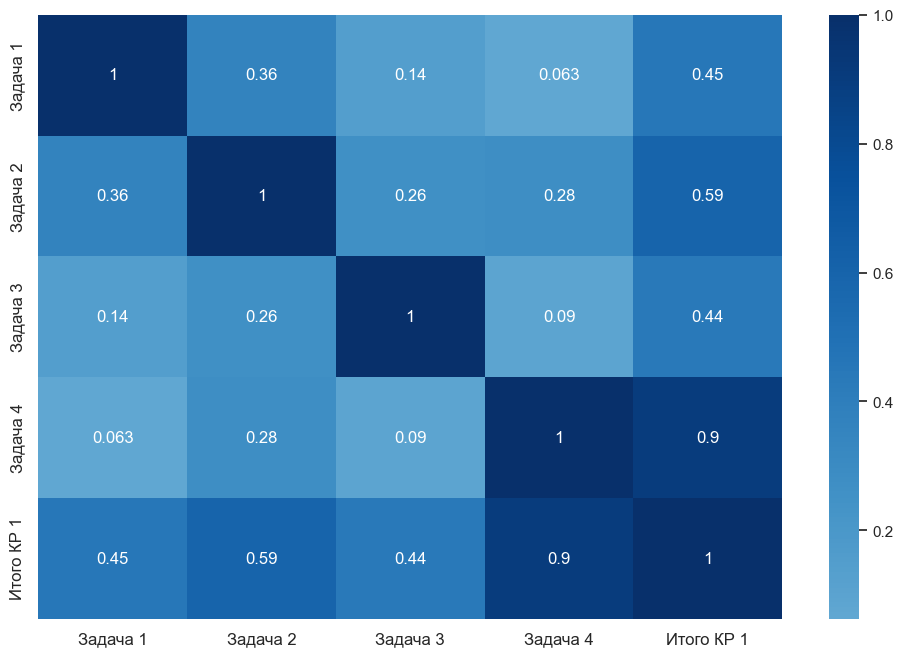 1.0
Задача 1 1 0.36 0.14 0.063 0.45
0.8
Задача 2 0.36 1 0.26 0.28 0.59
0.6
Задача 3 0.14 0.26 1 0.09 0.44
0.4
Задача 4 0.063 0.28 0.09 1 0.9
0.2
Итого КР 1 0.45 0.59 0.44 0.9 1
Задача 1 Задача 2 Задача 3 Задача 4 Итого КР 1